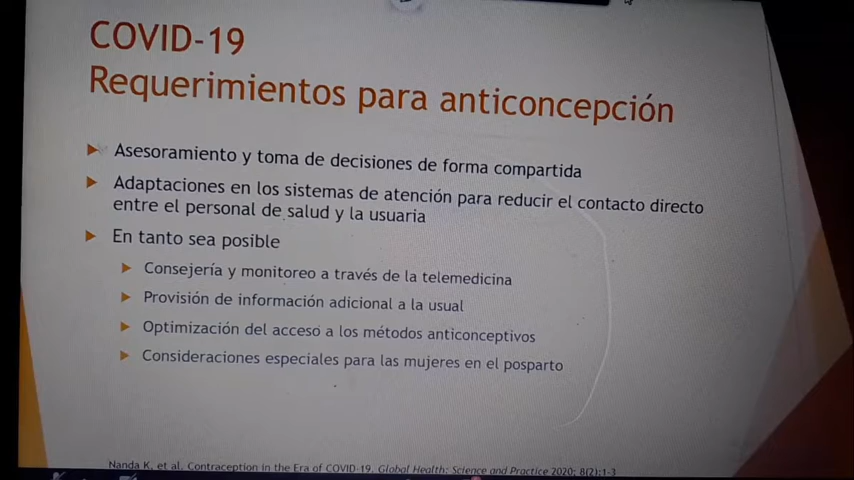 COVID-19
Requerimientos para anticoncepción
Asesoramiento y toma de decisiones de forma compartida
Adaptaciones en los sistemas de atención para reducir el contacto directo
entre el personal de salud y la usuaria
En tanto sea posible
Consejería y monitoreo a través de la telemedicina
Provisión de información adicional a la usual
Optimización del acceso a los métodos anticonceptivos
Consideraciones especiales para las mujeres en el posparto
Nanda K, et al. Contraception in the Era of COVID-19. Global Health: Science and Practice 2020; 8(2):1-3